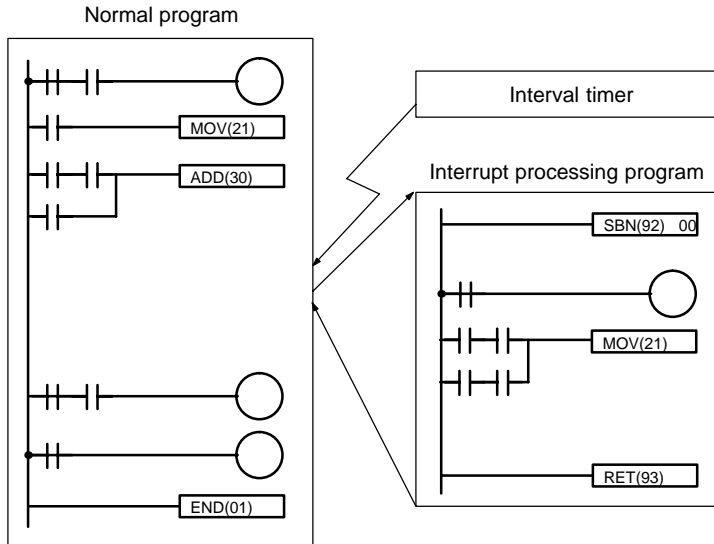 Normal program
MOV(21)
ADD(30)
END(01)
Interval timer
Interrupt processing program
SBN(92) 00
MOV(21)
RET(93)